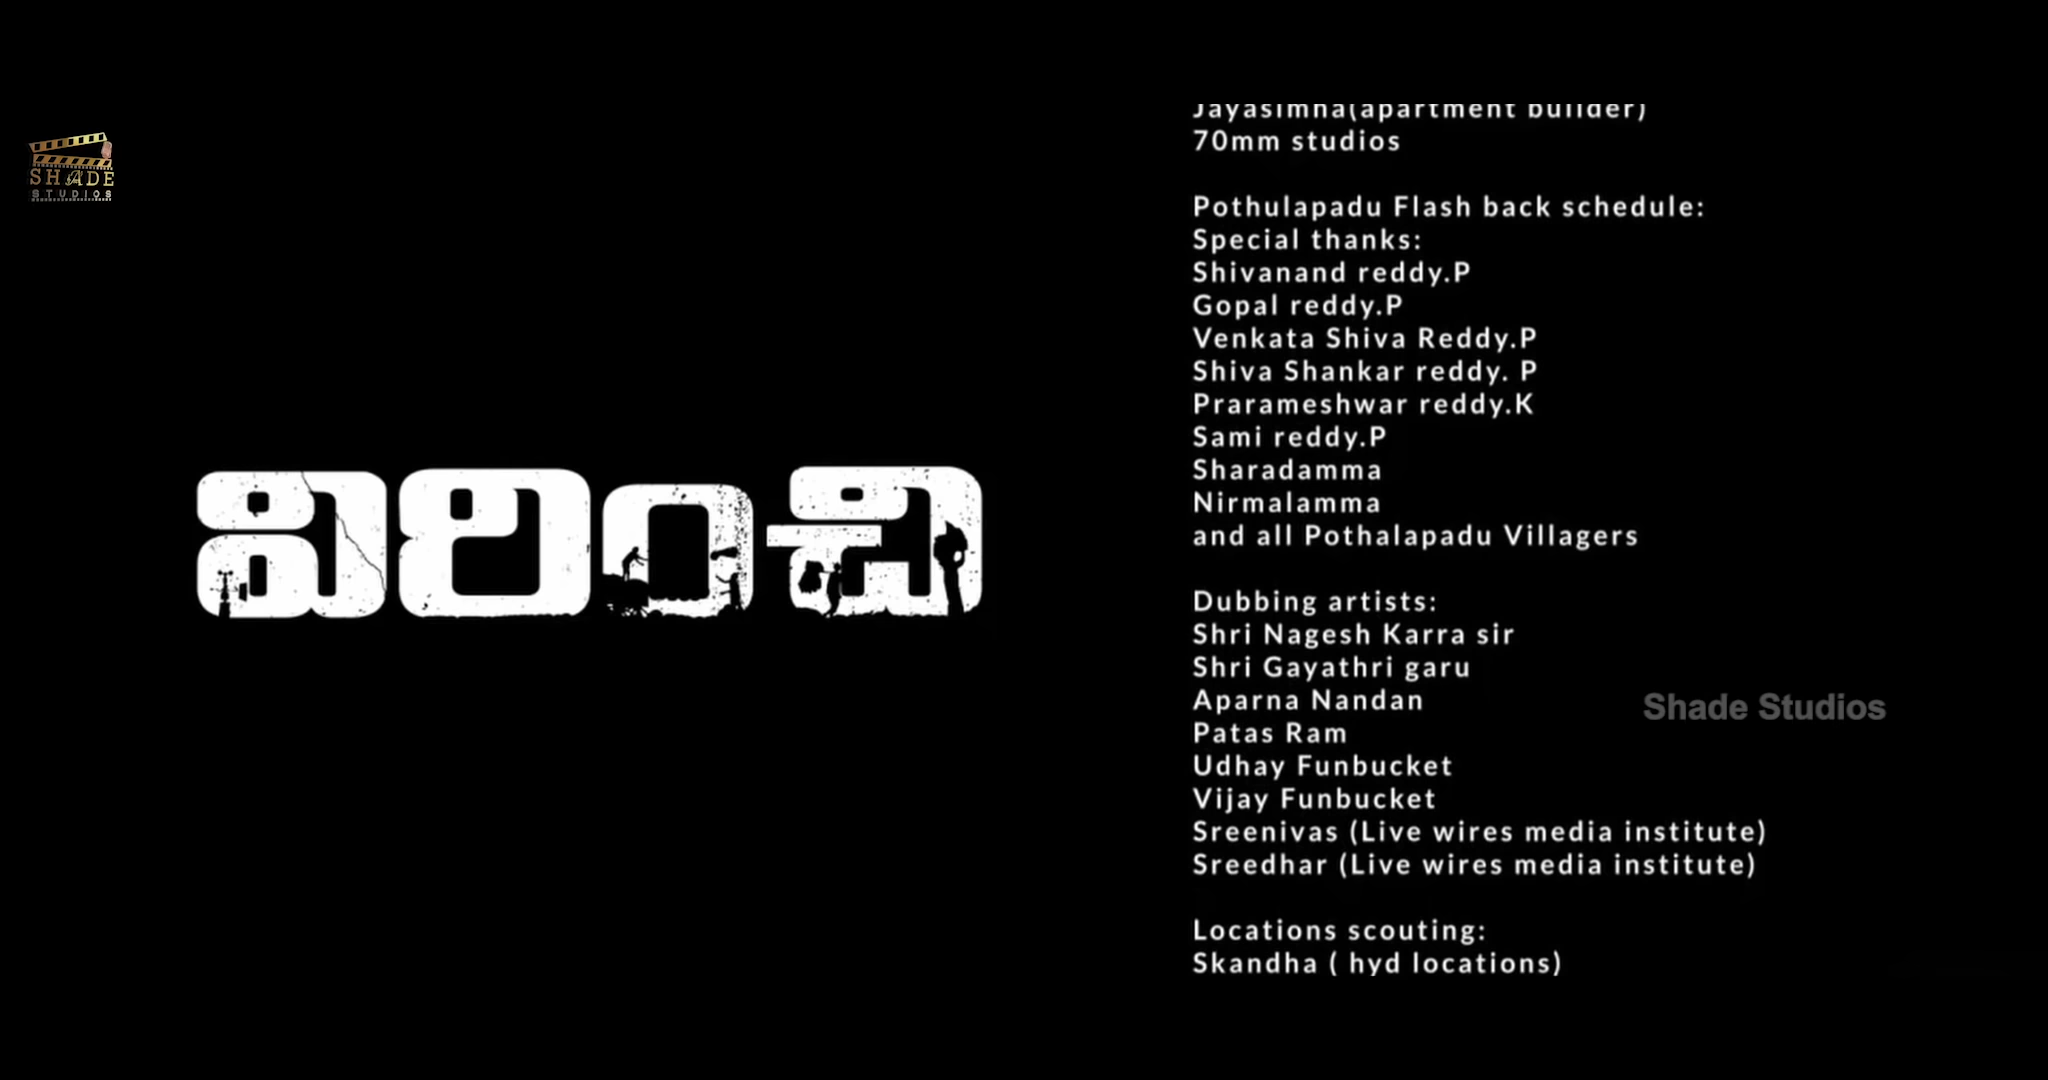 SHADE
STUDIOS
విరించి
Jayasimha(apartment builder)
70mm studios
Pothulapadu Flash back schedule:
Special thanks:
Shivanand reddy.P
Gopal reddy.P
Venkata Shiva Reddy.P
Shiva Shankar reddy. P
Prarameshwar reddy.K
Sami reddy.P
Sharadamma
Nirmalamma
and all Pothalapadu Villagers
Dubbing artists:
Shri Nagesh Karra sir
Shri Gayathri garu
Aparna Nandan
Patas Ram
Udhay Funbucket
Vijay Funbucket
Sreenivas (Live wires media institute)
Sreedhar (Live wires media institute)
Locations scouting:
Skandha ( hyd locations)
Shade Studios